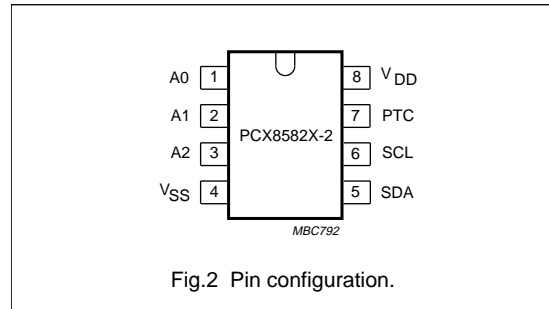 A0 1 8 VDD
A1 2 7 PTC
PCX8582X-2
A2 3 6 SCL
VSS 4 5 SDA
MBC792
Fig.2 Pin configuration.